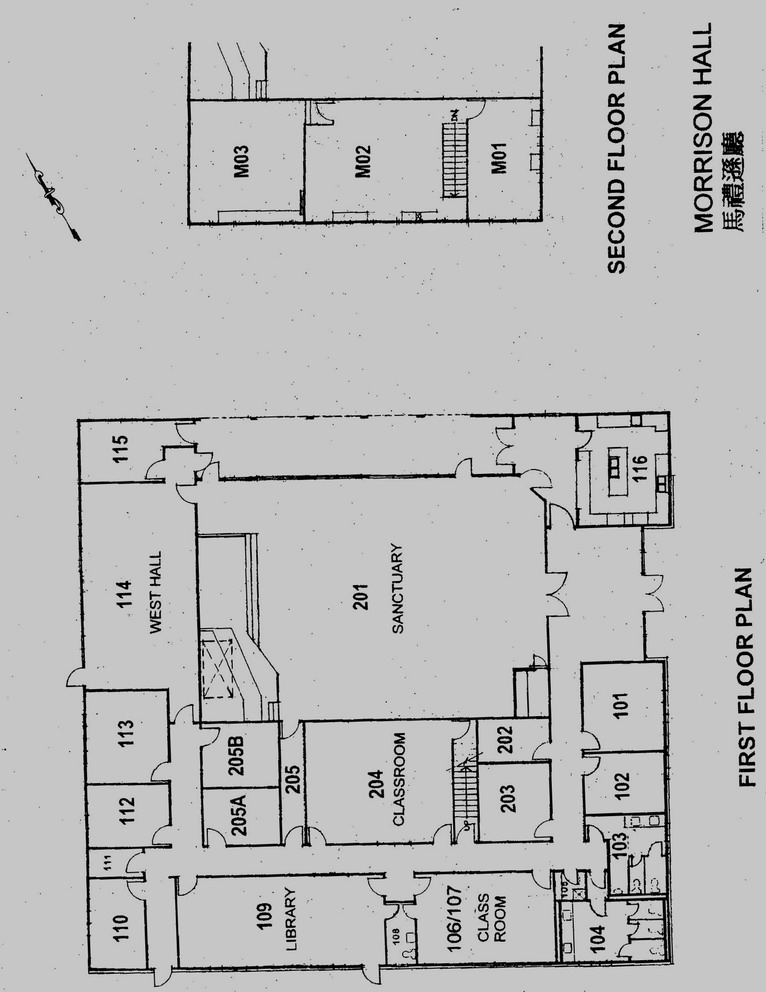 MORRISON HALL
馬禮遜廳
SECOND FLOOR PLAN
M03
M02
DN
M01
FIRST FLOOR PLAN
115
114
WEST HALL
113
112
111
110
201
SANCTUARY
116
205B
205A
205
204
CLASSROOM
UP
202
203
101
102
103
104
105
109
LIBRARY
108
106/107
CLASS
ROOM